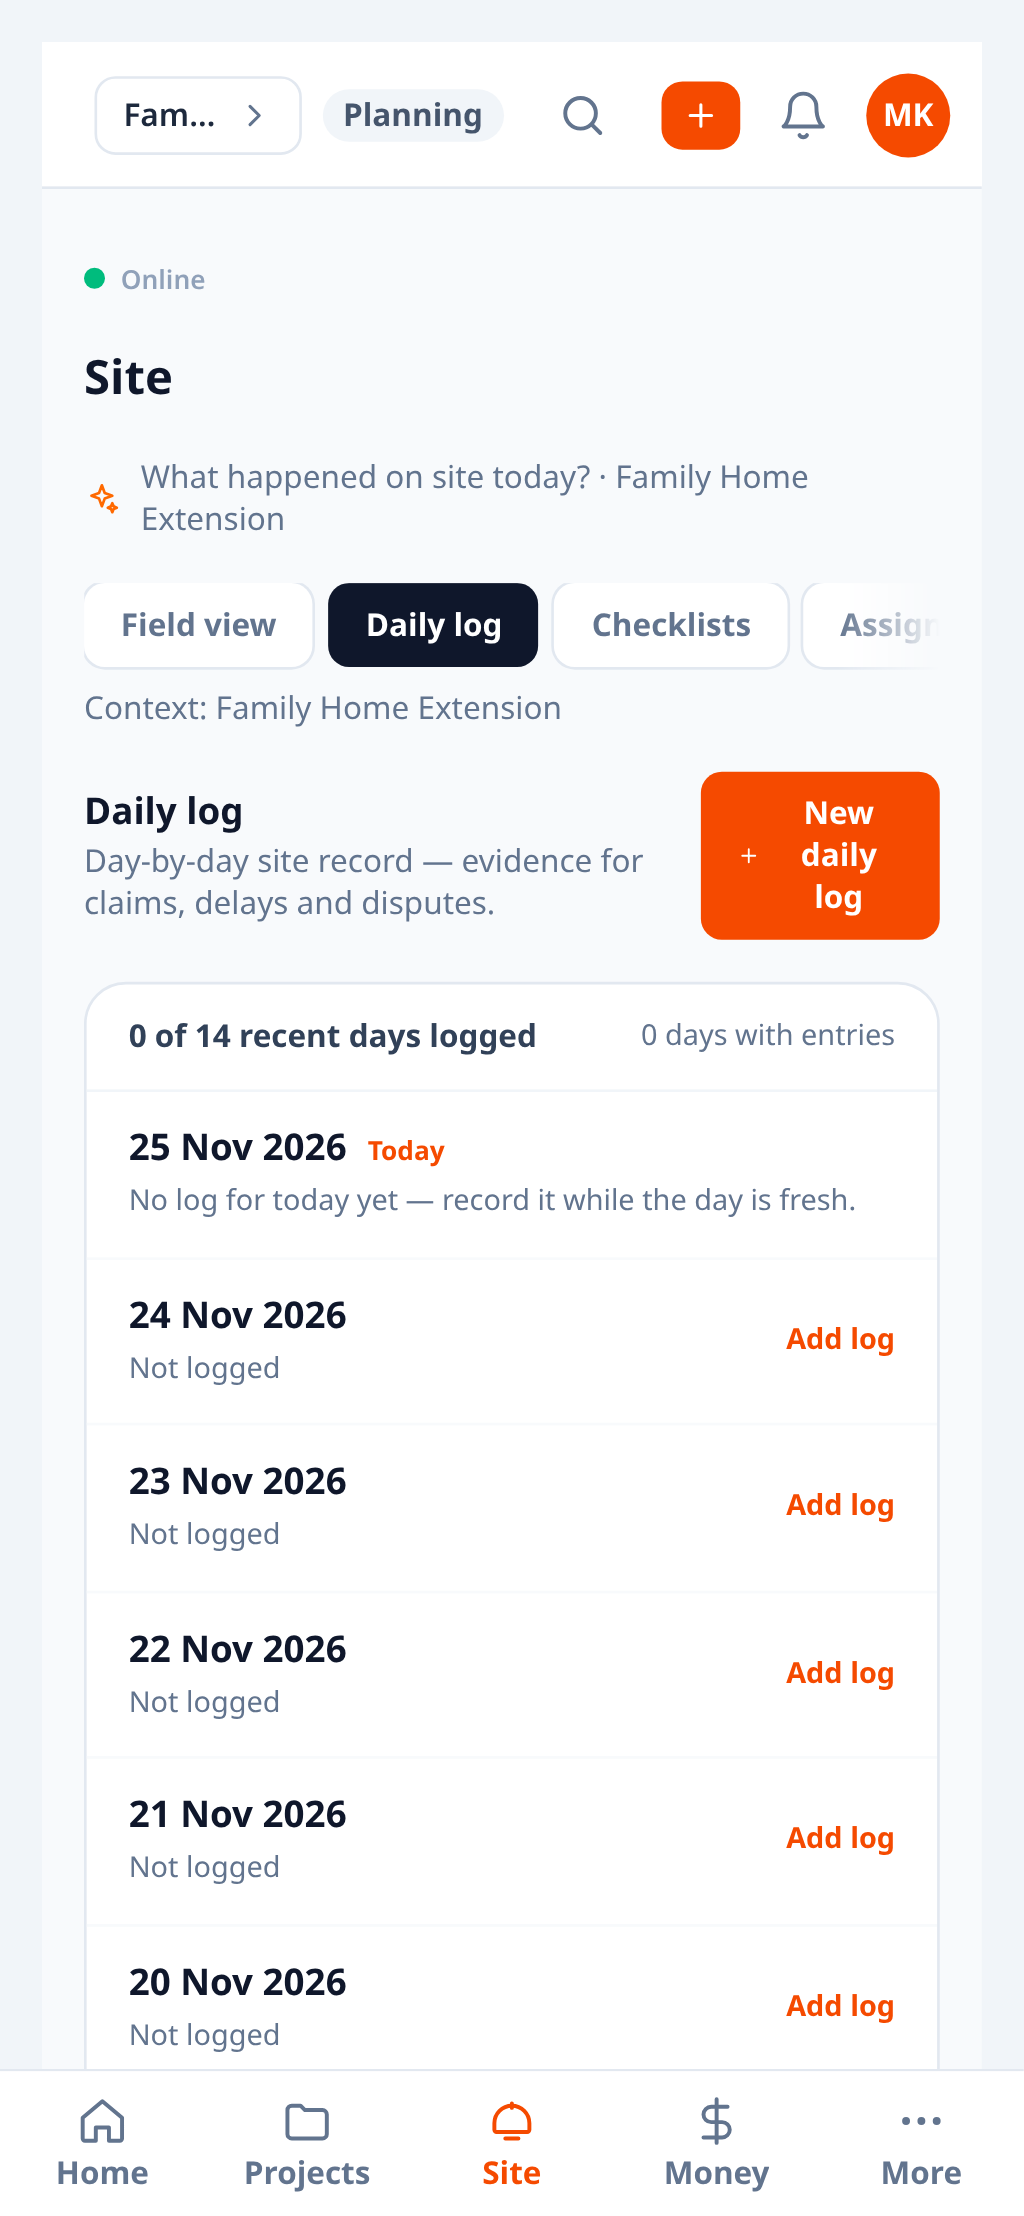 Fam...
Planning
MK
Online
Site
What happened on site today? · Family Home
Extension
Field view
Daily log
Checklists
Assign
Context: Family Home Extension
Daily log
Day-by-day site record — evidence for
claims, delays and disputes.
+ New
daily
log
0 of 14 recent days logged
0 days with entries
25 Nov 2026 Today
No log for today yet — record it while the day is fresh.
24 Nov 2026
Not logged
Add log
23 Nov 2026
Not logged
Add log
22 Nov 2026
Not logged
Add log
21 Nov 2026
Not logged
Add log
20 Nov 2026
Not logged
Add log
Home
Projects
Site
Money
More